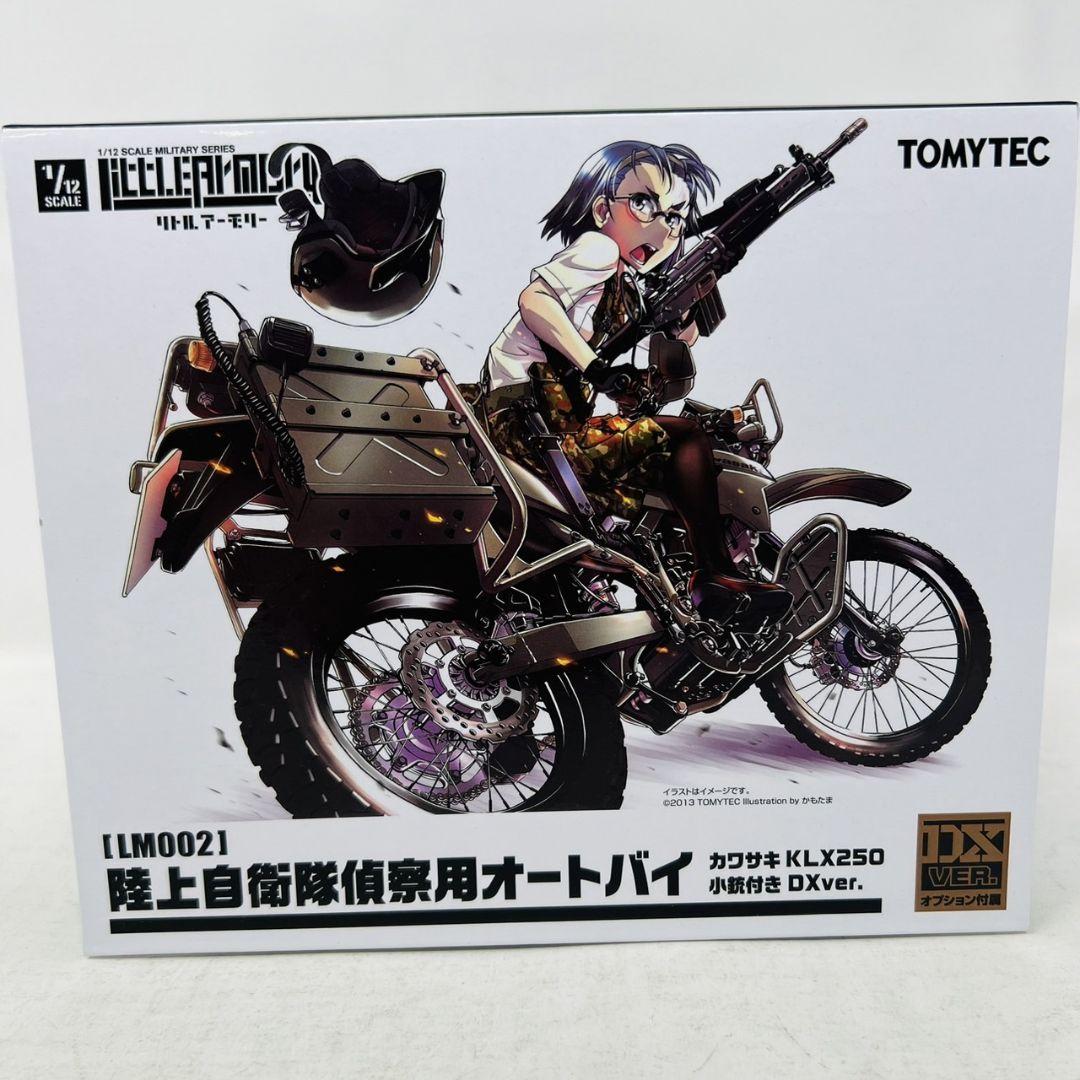 1/12 SCALE MILITARY SERIES
1/12
SCALE
LITTLEARMORY
リトルアーモリー
TOMYTEC
イラストはイメージです。
©2013 TOMYTEC Illustration by かもたま
[LM002]
陸上自衛隊偵察用オートバイ
カワサキ KLX250
小銃付き DXver.
DX
VER.
オプション付属